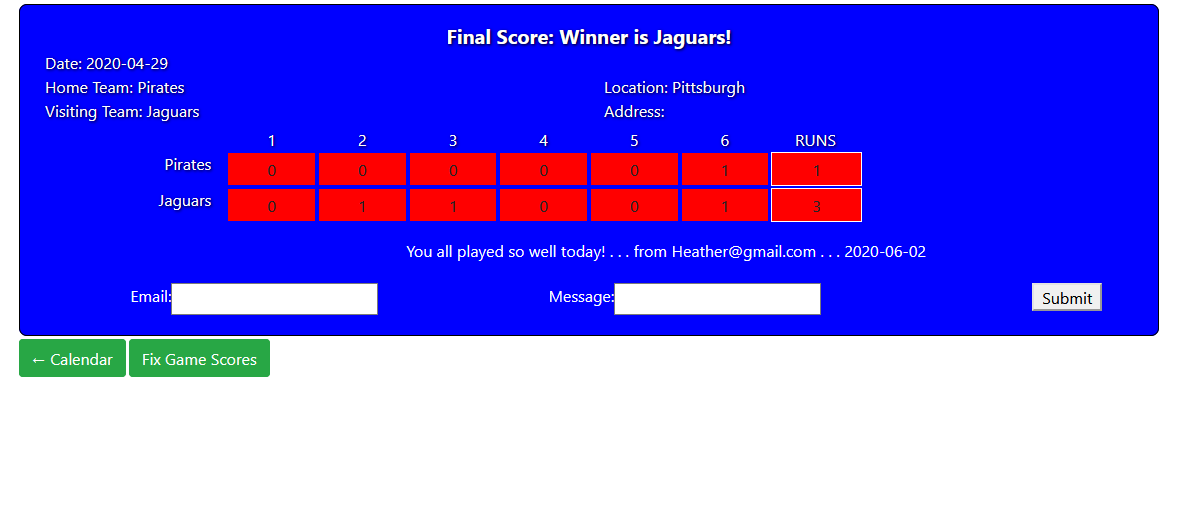 Final Score: Winner is Jaguars!
Date: 2020-04-29
Home Team: Pirates Location: Pittsburgh
Visiting Team: Jaguars Address:
1 2 3 4 5 6 RUNS
Pirates 0 0 0 0 0 1 1
Jaguars 0 1 1 0 0 1 3
You all played so well today! . . . from Heather@gmail.com . . . 2020-06-02
Email: Message: Submit
← Calendar Fix Game Scores